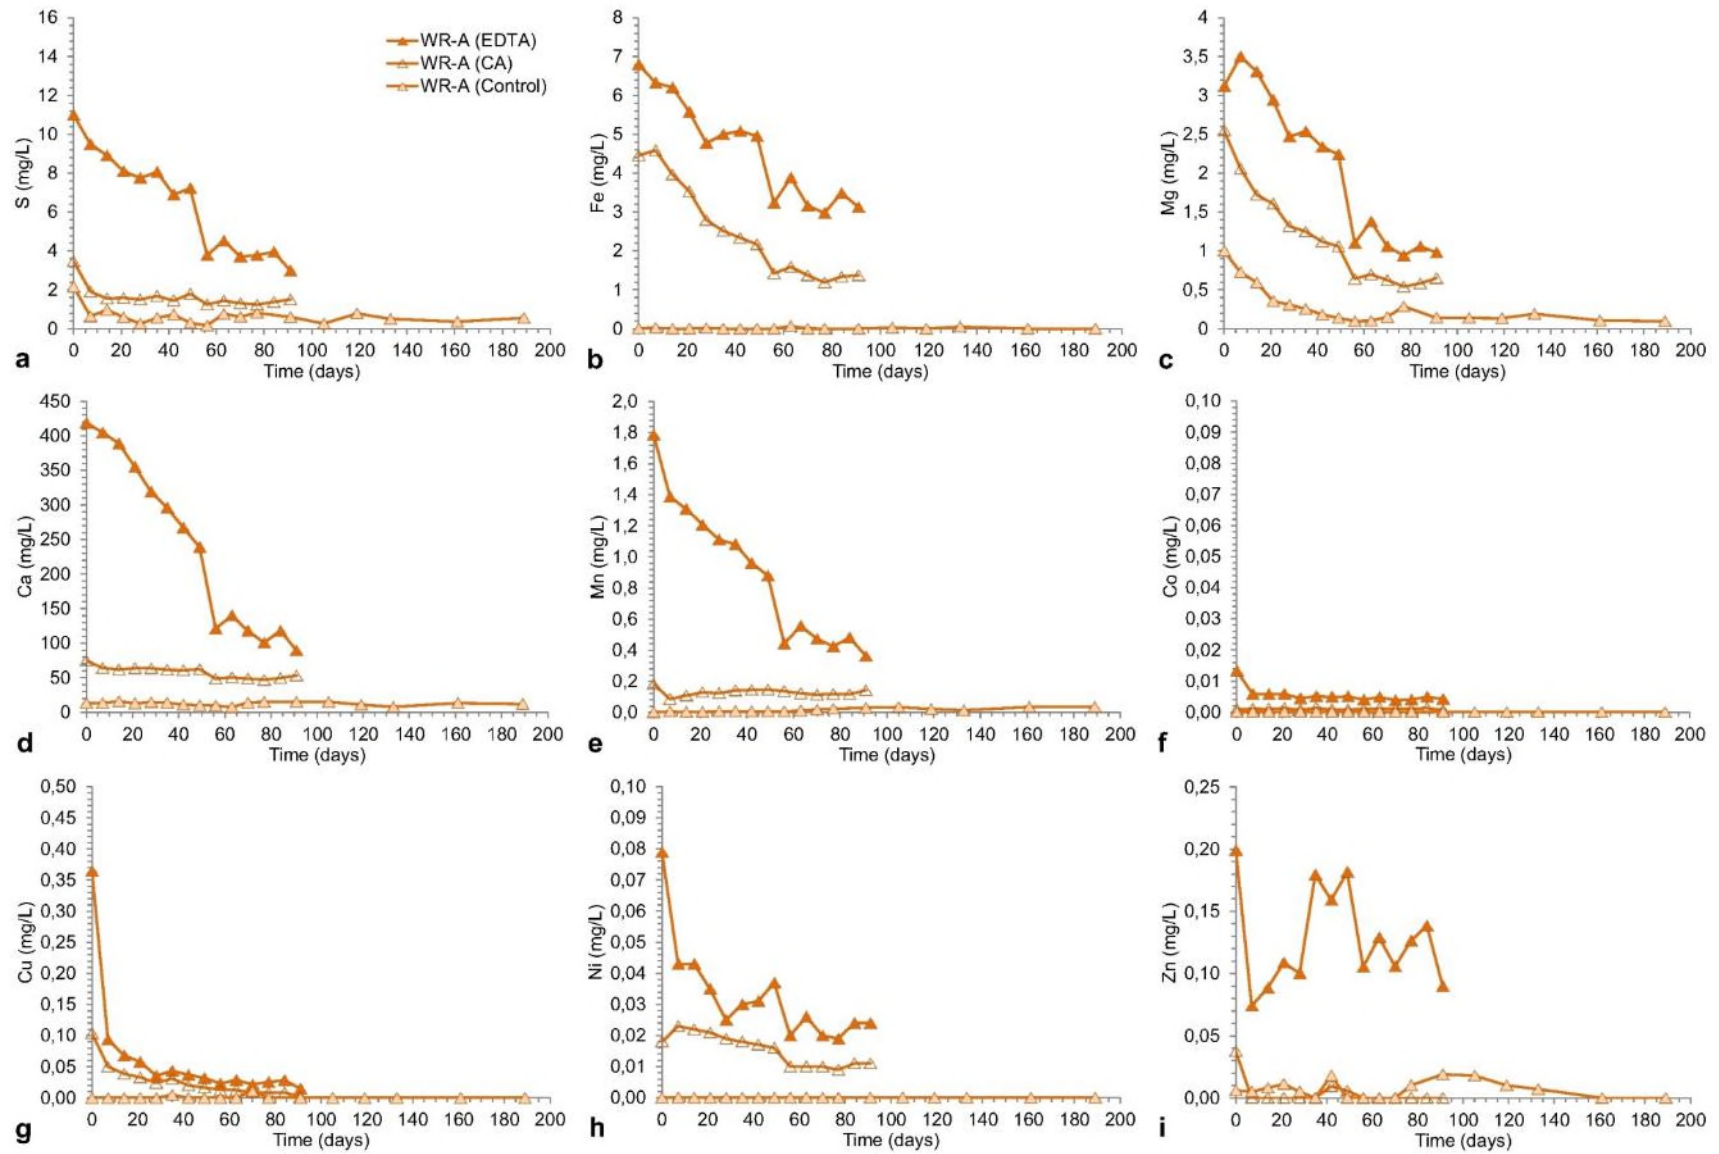 S (mg/L)
16
14
12
10
8
6
4
2
0
0 20 40 60 80 100 120 140 160 180 200
Time (days)
a
WR-A (EDTA)
WR-A (CA)
WR-A (Control)
Fe (mg/L)
8
7
6
5
4
3
2
1
0
0 20 40 60 80 100 120 140 160 180 200
Time (days)
b
Mg (mg/L)
4
3,5
3
2,5
2
1,5
1
0,5
0
0 20 40 60 80 100 120 140 160 180 200
Time (days)
c
Ca (mg/L)
450
400
350
300
250
200
150
100
50
0
0 20 40 60 80 100 120 140 160 180 200
Time (days)
d
Mn (mg/L)
2,0
1,8
1,6
1,4
1,2
1,0
0,8
0,6
0,4
0,2
0,0
0 20 40 60 80 100 120 140 160 180 200
Time (days)
e
Co (mg/L)
0,10
0,09
0,08
0,07
0,06
0,05
0,04
0,03
0,02
0,01
0,00
0 20 40 60 80 100 120 140 160 180 200
Time (days)
f
Cu (mg/L)
0,50
0,45
0,40
0,35
0,30
0,25
0,20
0,15
0,10
0,05
0,00
0 20 40 60 80 100 120 140 160 180 200
Time (days)
g
Ni (mg/L)
0,10
0,09
0,08
0,07
0,06
0,05
0,04
0,03
0,02
0,01
0,00
0 20 40 60 80 100 120 140 160 180 200
Time (days)
h
Zn (mg/L)
0,25
0,20
0,15
0,10
0,05
0,00
0 20 40 60 80 100 120 140 160 180 200
Time (days)
i